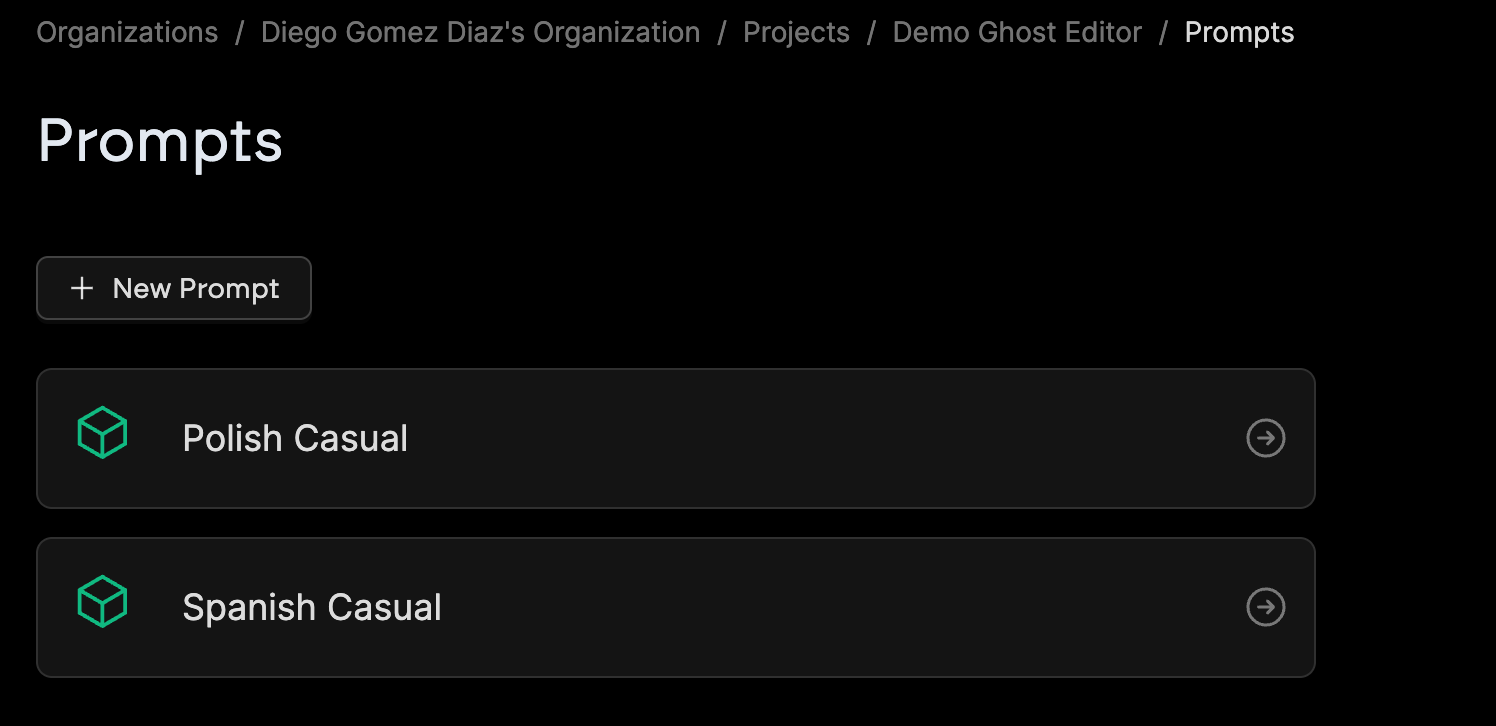 Organizations / Diego Gomez Diaz's Organization / Projects / Demo Ghost Editor / Prompts
Prompts
+ New Prompt
Polish Casual
Spanish Casual